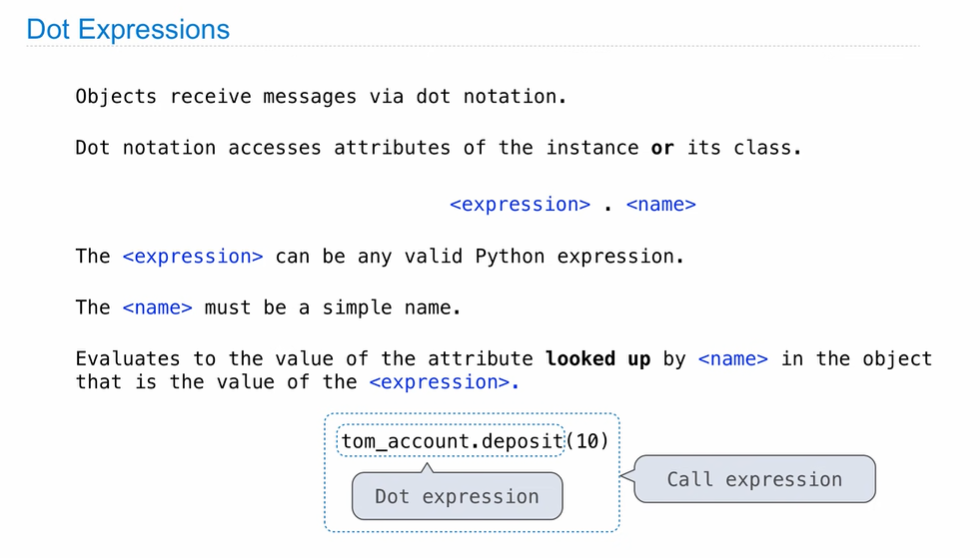 Dot Expressions
Objects receive messages via dot notation.
Dot notation accesses attributes of the instance or its class.
<expression> . <name>
The <expression> can be any valid Python expression.
The <name> must be a simple name.
Evaluates to the value of the attribute looked up by <name> in the object
that is the value of the <expression>.
tom_account.deposit(10)
Call expression
Dot expression